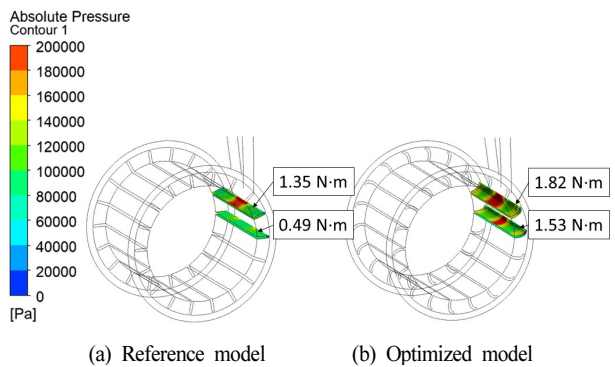 Absolute Pressure
Contour 1
200000
180000
160000
140000
120000
100000
80000
60000
40000
20000
0
[Pa]
1.35 N·m
0.49 N·m
1.82 N·m
1.53 N·m
(a) Reference model
(b) Optimized model